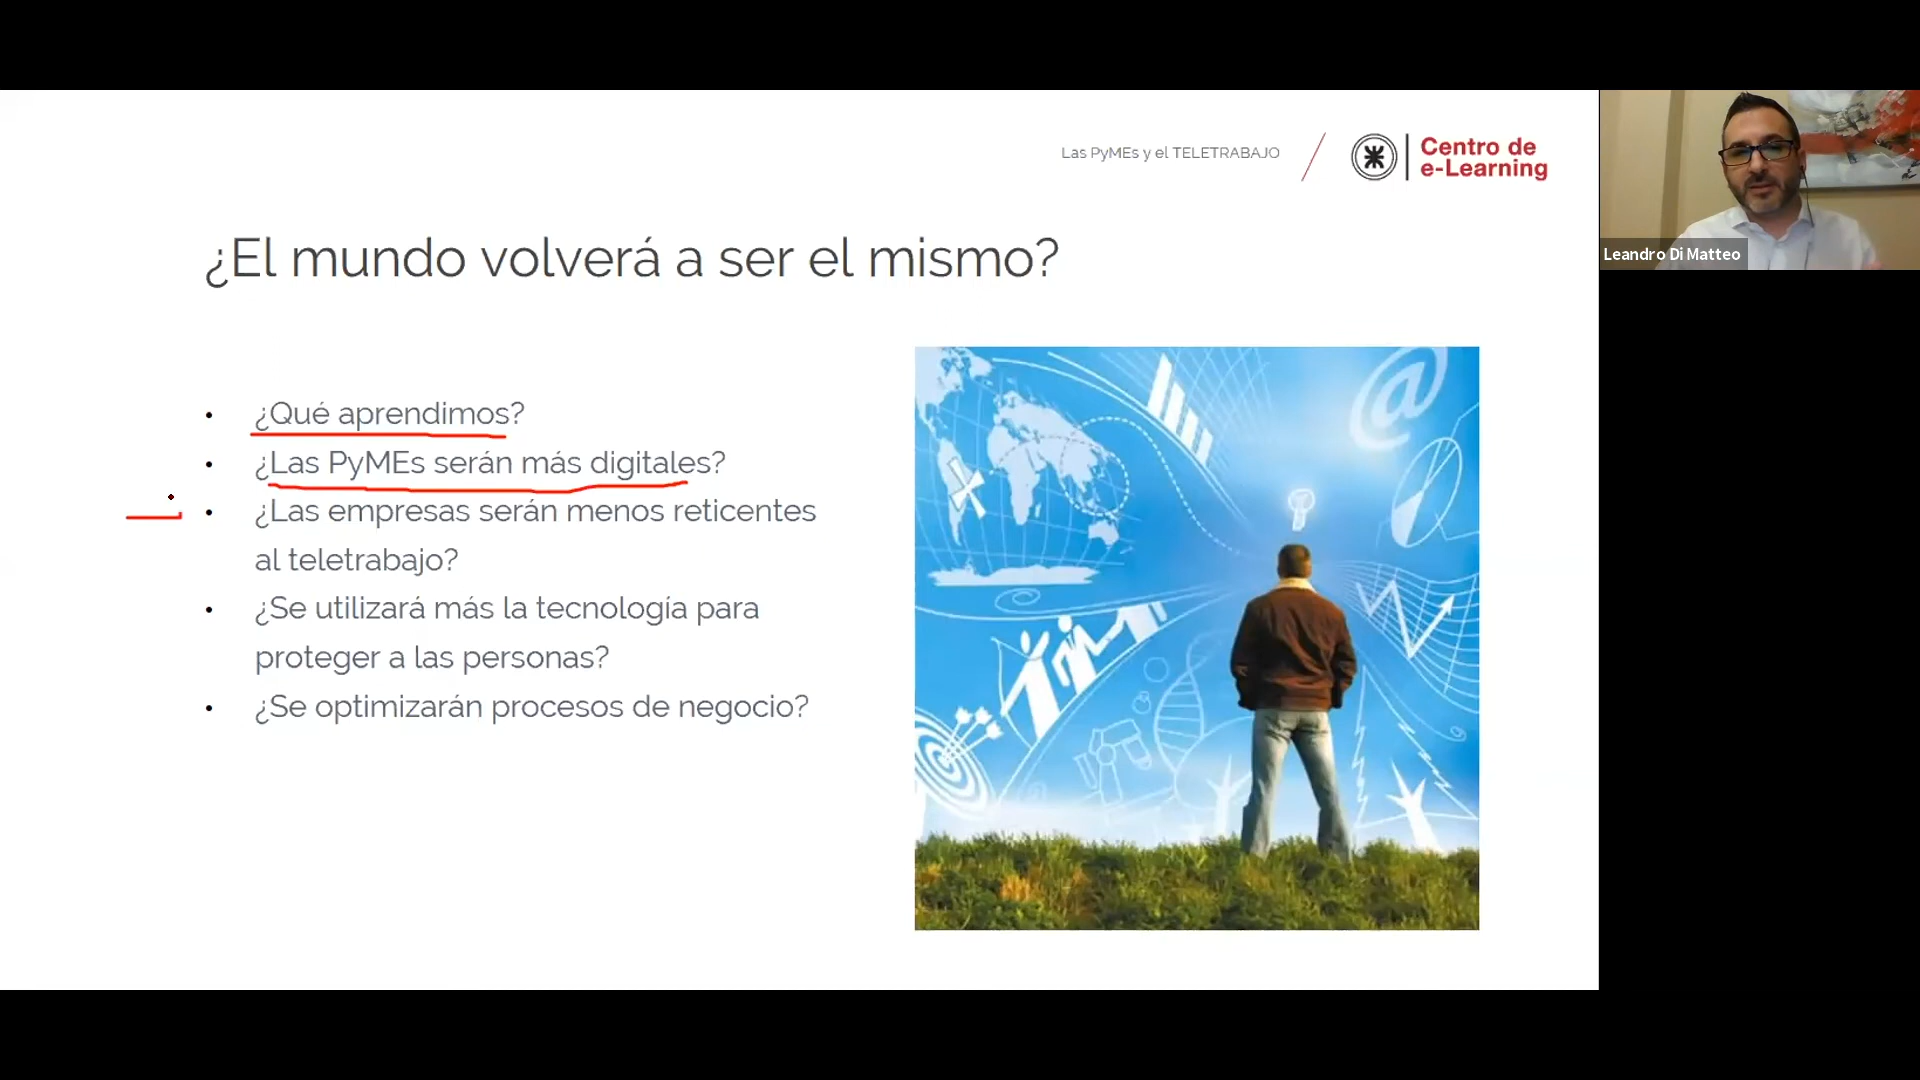 Las PyMEs y el TELETRABAJO
Centro de
e-Learning
Leandro Di Matteo
¿El mundo volverá a ser el mismo?
• ¿Qué aprendimos?
• ¿Las PyMEs serán más digitales?
• ¿Las empresas serán menos reticentes
al teletrabajo?
• ¿Se utilizará más la tecnología para
proteger a las personas?
• ¿Se optimizarán procesos de negocio?
@